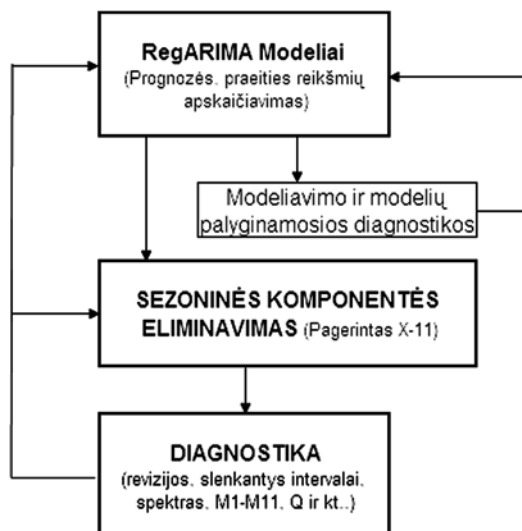 RegARIMA Modeliai
(Prognozės, praeities reikšmių
apskaičiavimas)
Modeliavimo ir modelių
palyginamosios diagnostikos
SEZONINĖS KOMPONENTĖS
ELIMINAVIMAS (Pagerintas X-11)
DIAGNOSTIKA
(revizijos, slenkantys intervalai,
spektras, M1-M11, Q ir kt..)